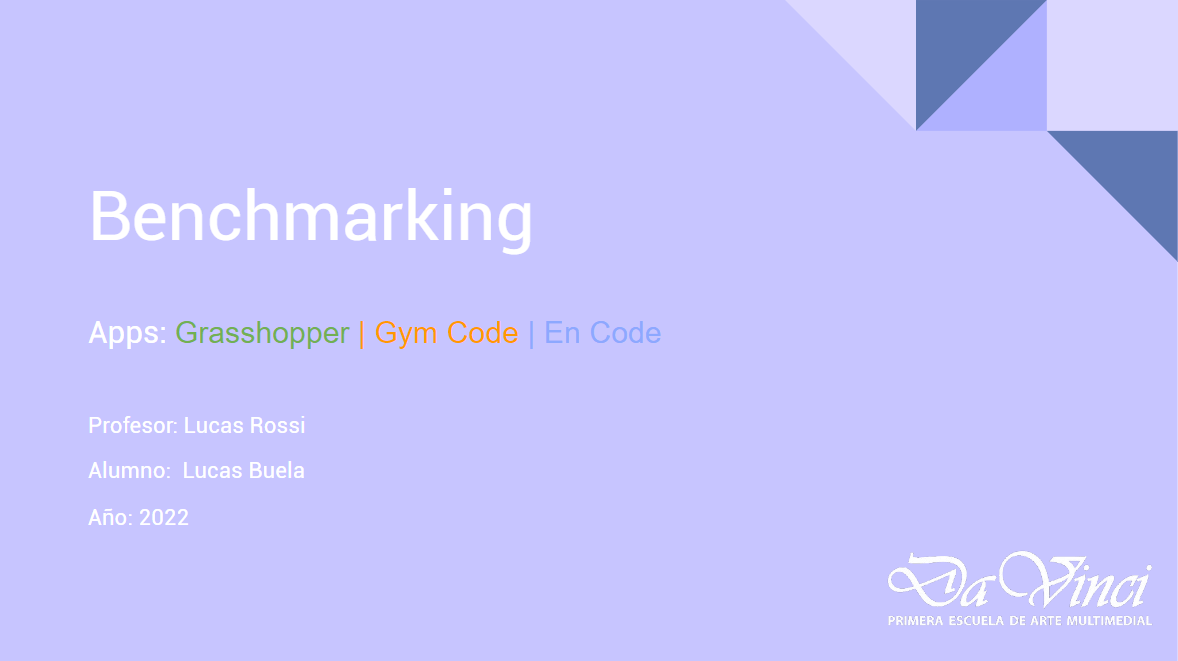 Benchmarking
Apps: Grasshopper | Gym Code | En Code
Profesor: Lucas Rossi
Alumno:  Lucas Buela
Año: 2022
Da Vinci
PRIMERA ESCUELA DE ARTE MULTIMEDIAL